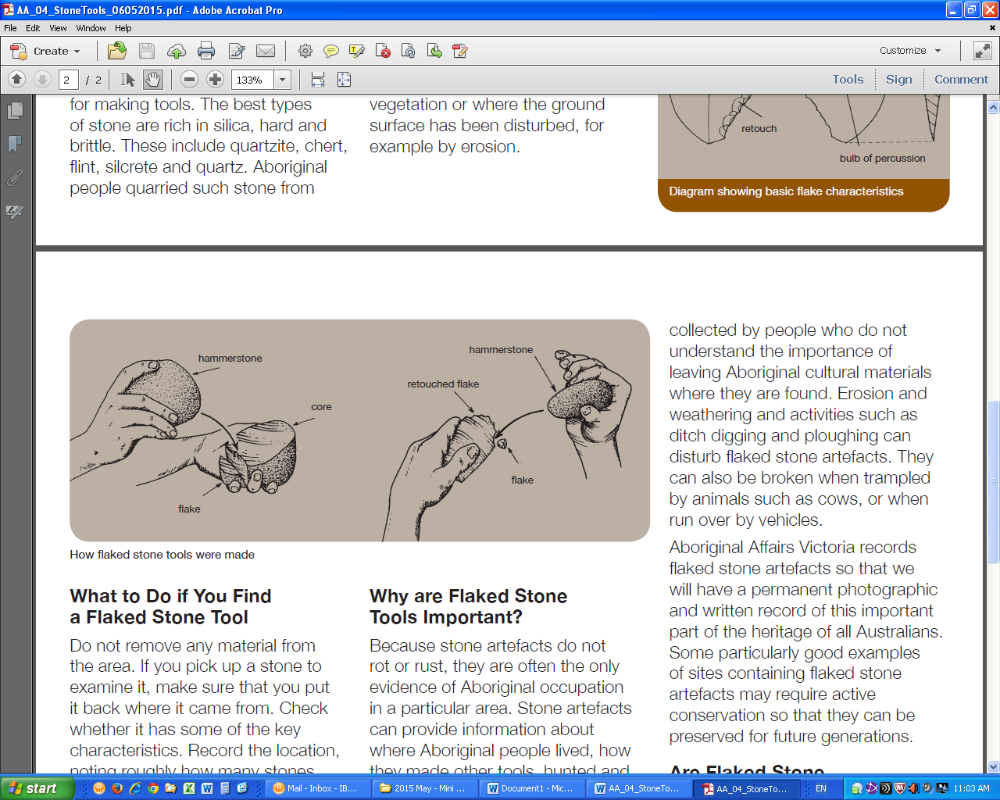 AA_04_StoneTools_06052015.pdf - Adobe Acrobat Pro
File Edit View Window Help
Create
Customize
2 / 2
133%
Tools Sign Comment
for making tools. The best types
of stone are rich in silica, hard and
brittle. These include quartzite, chert,
flint, silcrete and quartz. Aboriginal
people quarried such stone from
vegetation or where the ground
surface has been disturbed, for
example by erosion.
retouch
bulb of percussion
Diagram showing basic flake characteristics
hammerstone
core
flake
hammerstone
retouched flake
flake
How flaked stone tools were made
What to Do if You Find
a Flaked Stone Tool
Do not remove any material from
the area. If you pick up a stone to
examine it, make sure that you put
it back where it came from. Check
whether it has some of the key
characteristics. Record the location,
noting roughly how many stones
Why are Flaked Stone
Tools Important?
Because stone artefacts do not
rot or rust, they are often the only
evidence of Aboriginal occupation
in a particular area. Stone artefacts
can provide information about
where Aboriginal people lived, how
they made other tools, hunted and
collected by people who do not
understand the importance of
leaving Aboriginal cultural materials
where they are found. Erosion and
weathering and activities such as
ditch digging and ploughing can
disturb flaked stone artefacts. They
can also be broken when trampled
by animals such as cows, or when
run over by vehicles.
Aboriginal Affairs Victoria records
flaked stone artefacts so that we
will have a permanent photographic
and written record of this important
part of the heritage of all Australians.
Some particularly good examples
of sites containing flaked stone
artefacts may require active
conservation so that they can be
preserved for future generations.
Are Flaked Stone
start
Mail - Inbox - IB...
2015 May - Mini ...
Document1 - Mic...
AA_04_StoneTo...
AA_04_StoneTo...
EN
11:03 AM